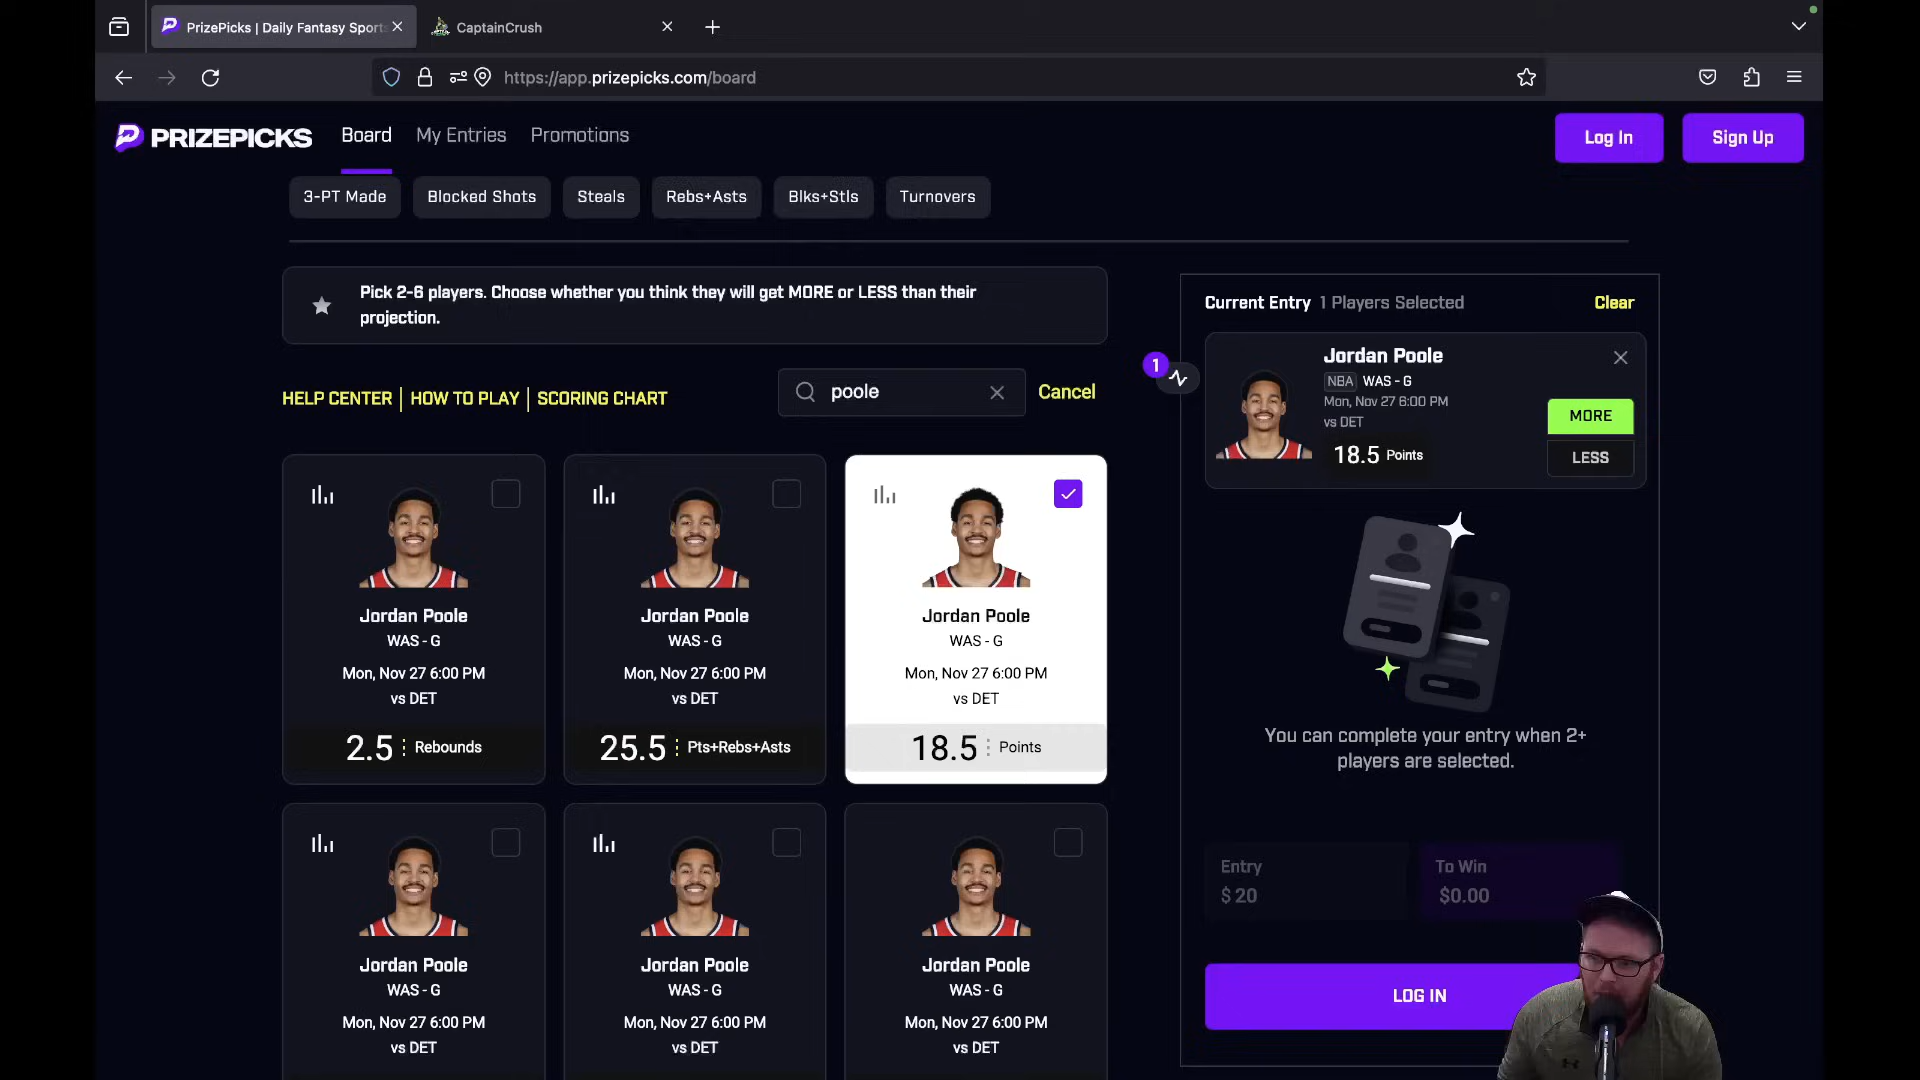 PrizePicks | Daily Fantasy Sport
CaptainCrush
https://app.prizepicks.com/board
PRIZEPICKS
Board
My Entries
Promotions
Log In
Sign Up
3-PT Made
Blocked Shots
Steals
Rebs+Asts
Blks+Stls
Turnovers
Pick 2-6 players. Choose whether you think they will get MORE or LESS than their
projection.
HELP CENTER
HOW TO PLAY
SCORING CHART
poole
Cancel
Jordan Poole
WAS - G
Mon, Nov 27 6:00 PM
vs DET
2.5 Rebounds
Jordan Poole
WAS - G
Mon, Nov 27 6:00 PM
vs DET
25.5 Pts+Rebs+Asts
Jordan Poole
WAS - G
Mon, Nov 27 6:00 PM
vs DET
18.5 Points
Jordan Poole
WAS - G
Mon, Nov 27 6:00 PM
vs DET
Jordan Poole
WAS - G
Mon, Nov 27 6:00 PM
vs DET
Jordan Poole
WAS - G
Mon, Nov 27 6:00 PM
vs DET
Current Entry 1 Players Selected
Clear
1
Jordan Poole
NBA WAS - G
Mon, Nov 27 6:00 PM
vs DET
18.5 Points
MORE
LESS
You can complete your entry when 2+
players are selected.
Entry
$ 20
To Win
$0.00
LOG IN